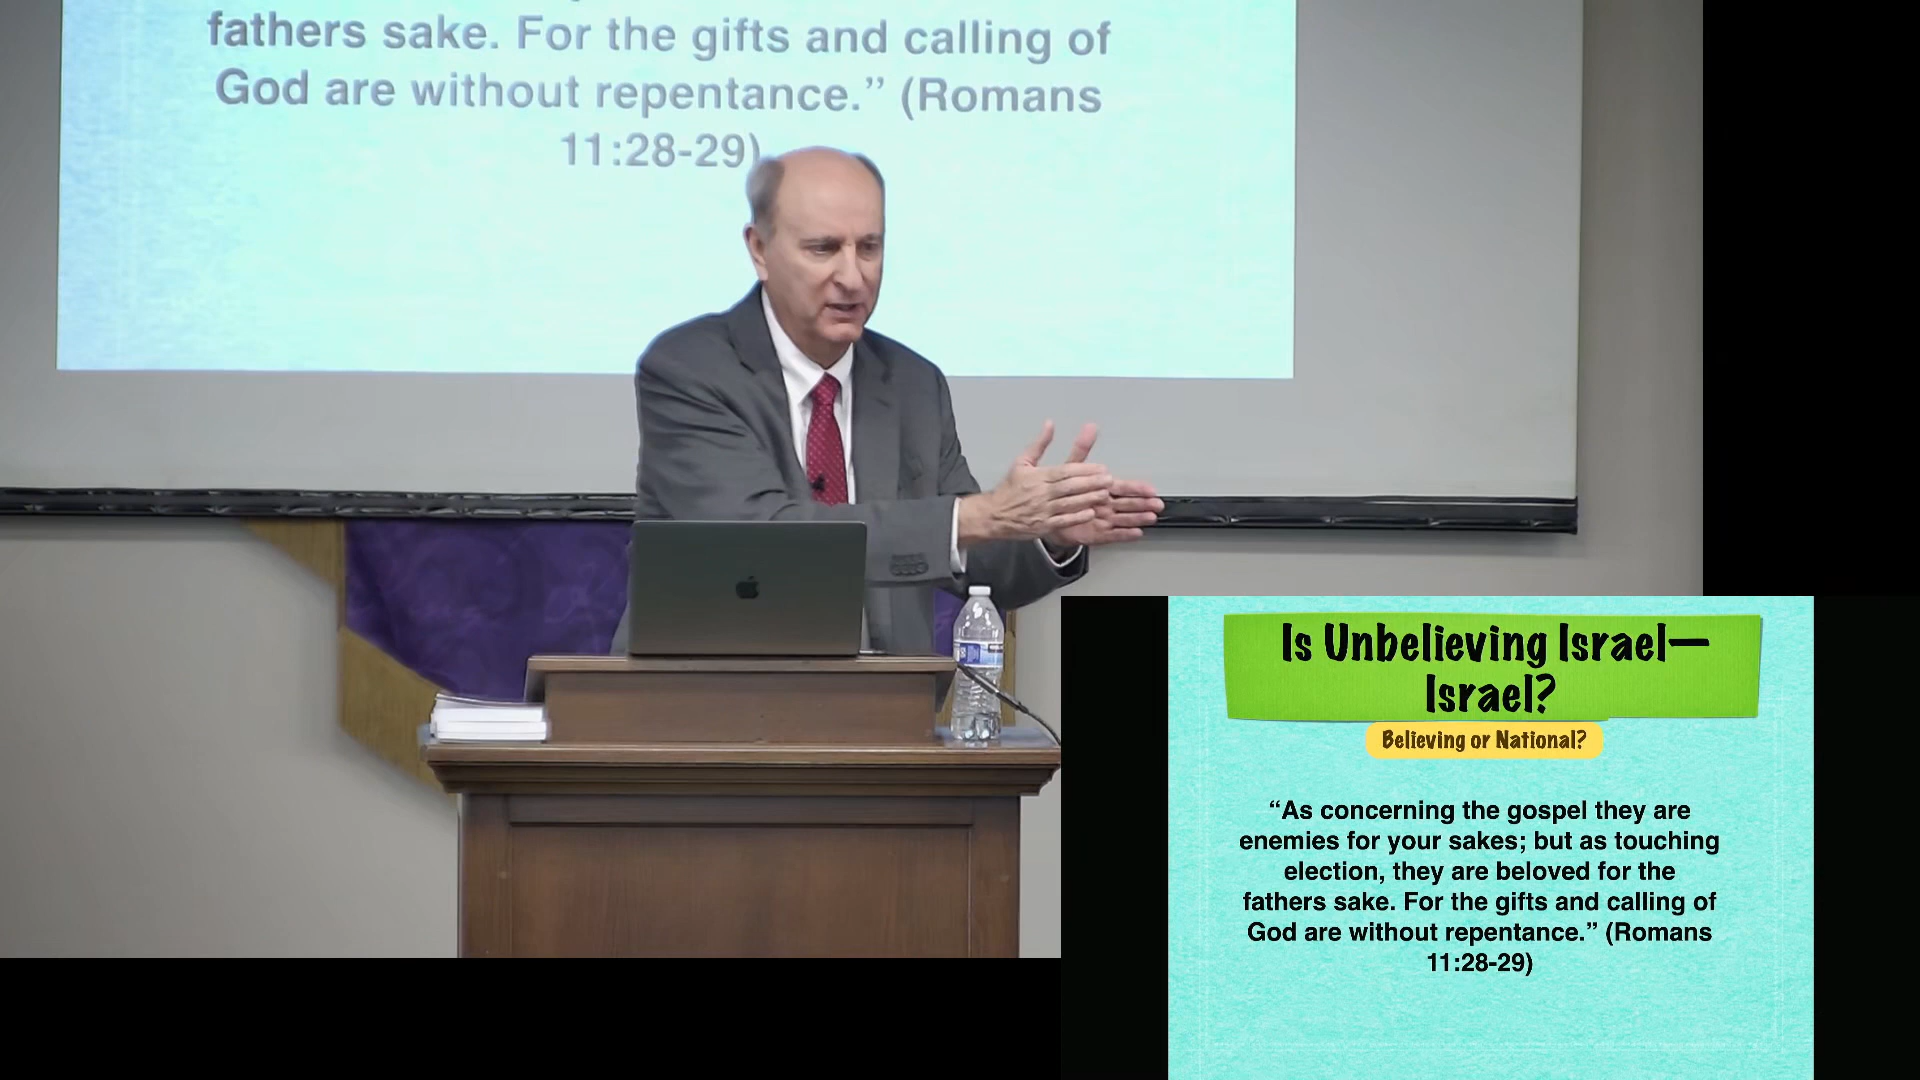 fathers sake. For the gifts and calling of
God are without repentance.” (Romans
11:28-29)
Is Unbelieving Israel—
Israel?
Believing or National?
“As concerning the gospel they are
enemies for your sakes; but as touching
election, they are beloved for the
fathers sake. For the gifts and calling of
God are without repentance.” (Romans
11:28-29)